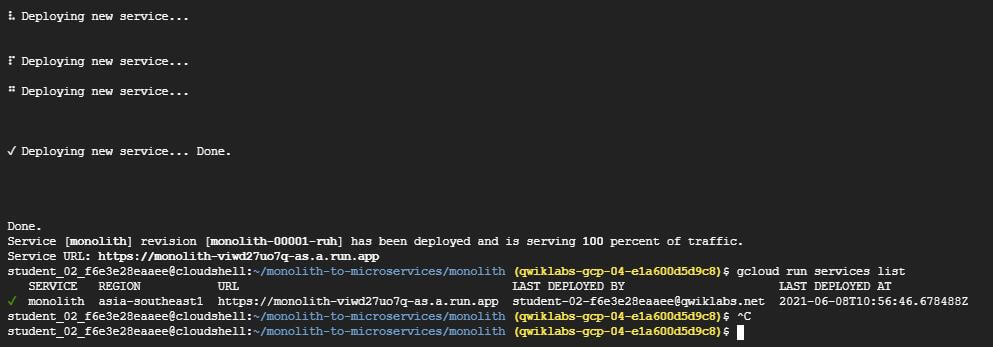 Deploying new service...
Deploying new service...
Deploying new service...
✓ Deploying new service... Done.
Done.
Service [monolith] revision [monolith-00001-ruh] has been deployed and is serving 100 percent of traffic.
Service URL: https://monolith-viwd27uo7q-as.a.run.app
student_02_f6e3e28eaaee@cloudshell:~/monolith-to-microservices/monolith (qwiklabs-gcp-04-e1a600d5d9c8)$ gcloud run services list
SERVICE REGION URL LAST DEPLOYED BY LAST DEPLOYED AT
✓ monolith asia-southeast1 https://monolith-viwd27uo7q-as.a.run.app student-02-f6e3e28eaaee@qwiklabs.net 2021-06-08T10:56:46.678488Z
student_02_f6e3e28eaaee@cloudshell:~/monolith-to-microservices/monolith (qwiklabs-gcp-04-e1a600d5d9c8)$ ^C
student_02_f6e3e28eaaee@cloudshell:~/monolith-to-microservices/monolith (qwiklabs-gcp-04-e1a600d5d9c8)$